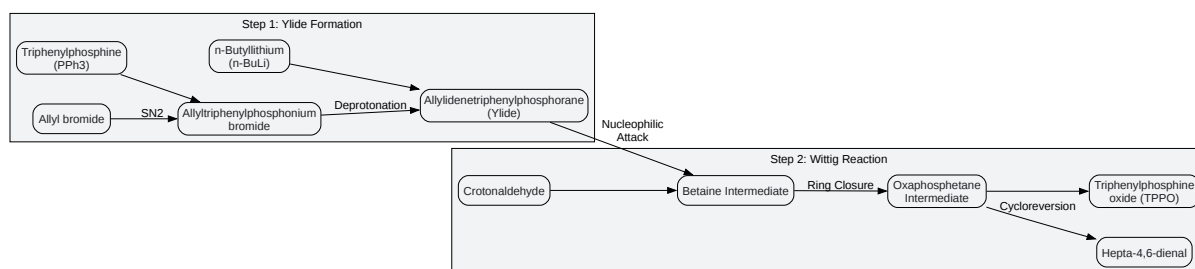 Step 1: Ylide Formation
Triphenylphosphine
(PPh3)
n-Butyllithium
(n-BuLi)
Allyl bromide
SN2
Allyltriphenylphosphonium
bromide
Deprotonation
Allylidenetriphenylphosphorane
(Ylide)
Nucleophilic
Attack
Step 2: Wittig Reaction
Crotonaldehyde
Betaine Intermediate
Ring Closure
Oxaphosphetane
Intermediate
Cycloreversion
Triphenylphosphine
oxide (TPPO)
Hepta-4,6-dienal